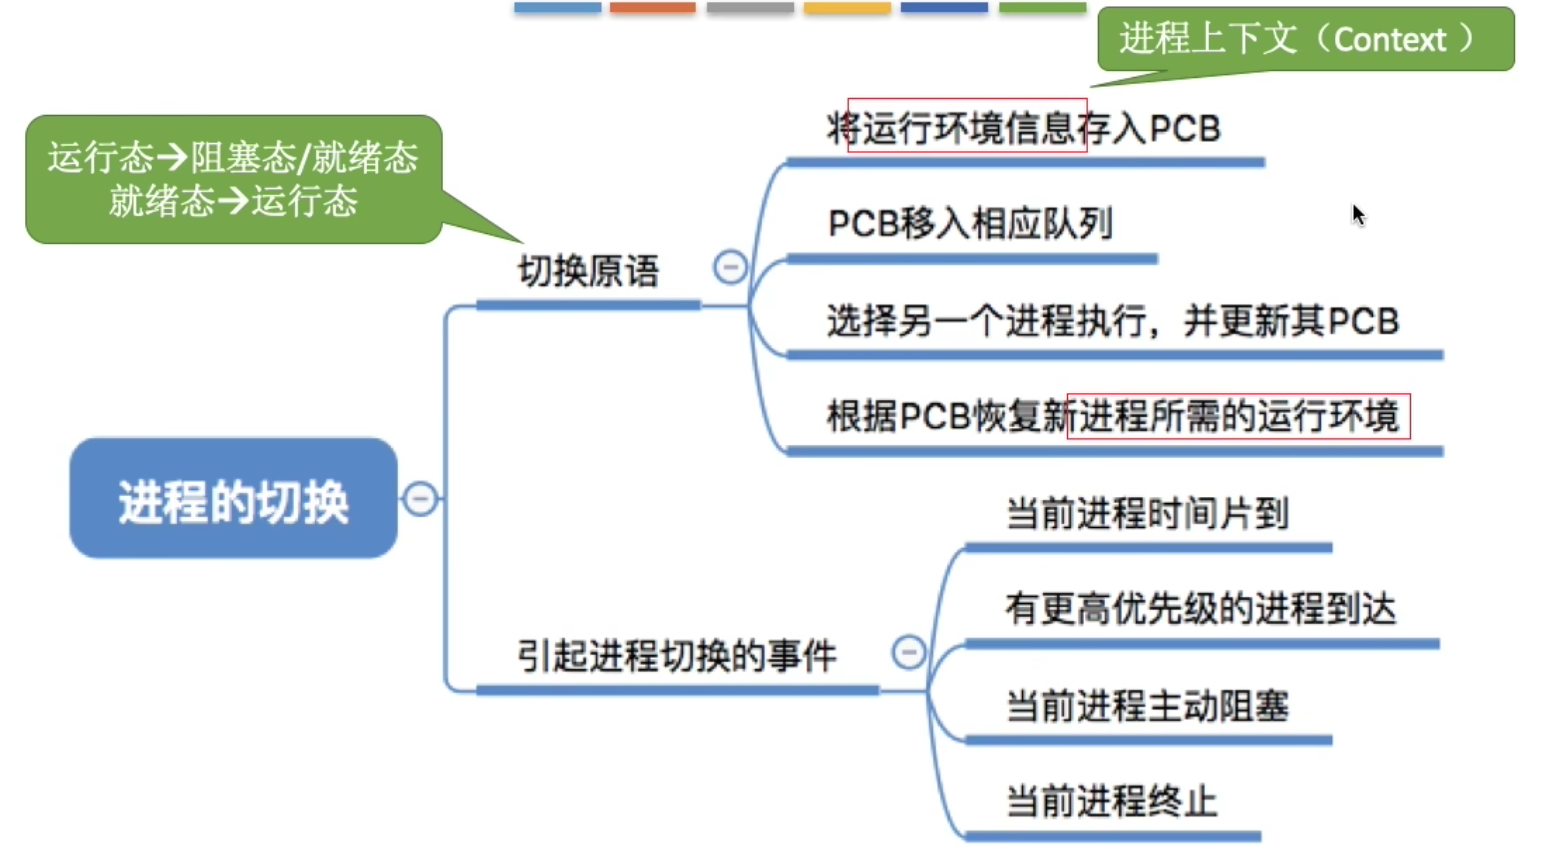 进程上下文（Context ）
运行态→阻塞态/就绪态
就绪态→运行态
将运行环境信息存入PCB
PCB移入相应队列
切换原语
选择另一个进程执行，并更新其PCB
根据PCB恢复新进程所需的运行环境
进程的切换
当前进程时间片到
有更高优先级的进程到达
引起进程切换的事件
当前进程主动阻塞
当前进程终止